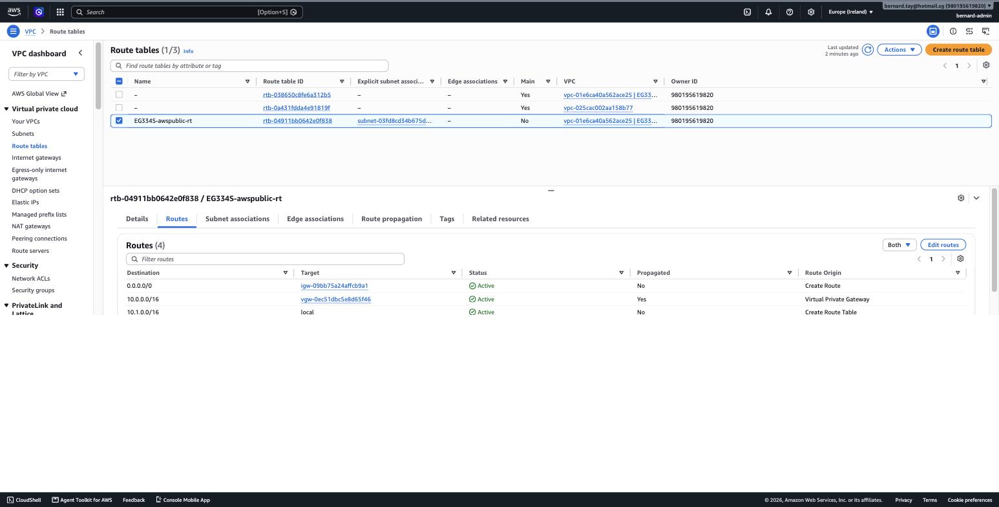 aws
Search [Option+S]
Europe (Ireland)
bernard.tay@hotmail.sg (980195619820)
bernard-admin
VPC Route tables
VPC dashboard
Filter by VPC
AWS Global View
Virtual private cloud
Your VPCs
Subnets
Route tables
Internet gateways
Egress-only internet
gateways
DHCP option sets
Elastic IPs
Managed prefix lists
NAT gateways
Peering connections
Route servers
Security
Network ACLs
Security groups
PrivateLink and
Lattice
Route tables (1/3) Info
Last updated
2 minutes ago
Actions
Create route table
Find route tables by attribute or tag
1
Name Route table ID Explicit subnet associ... Edge associations Main VPC Owner ID
– rtb-038650c8fe6a312b5 – – Yes vpc-01e6ca40a562ace25 | EG33... 980195619820
– rtb-0a431fdda4e91819f – – Yes vpc-025cac002aa158b77 980195619820
EG334S-awspublic-rt rtb-04911bb0642e0f838 subnet-03fd8cd34b675d... – No vpc-01e6ca40a562ace25 | EG33... 980195619820
rtb-04911bb0642e0f838 / EG334S-awspublic-rt
Details Routes Subnet associations Edge associations Route propagation Tags Related resources
Routes (4)
Both Edit routes
Filter routes
1
Destination Target Status Propagated Route Origin
0.0.0.0/0 igw-09bb75a24affcb9a1 Active No Create Route
10.0.0.0/16 vgw-0ec51dbc5e8d65f46 Active Yes Virtual Private Gateway
10.1.0.0/16 local Active No Create Route Table
CloudShell Agent Toolkit for AWS Feedback Console Mobile App
© 2026, Amazon Web Services, Inc. or its affiliates. Privacy Terms Cookie preferences